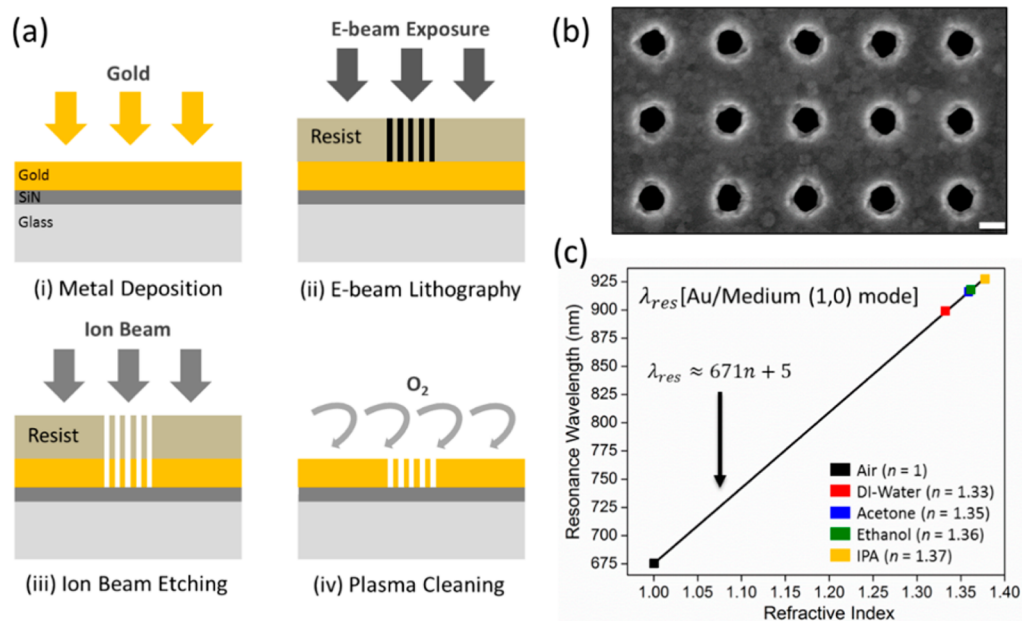 (a)
Gold
Gold
SiN
Glass
(i) Metal Deposition
E-beam Exposure
Resist
(ii) E-beam Lithography
Ion Beam
Resist
(iii) Ion Beam Etching
O₂
(iv) Plasma Cleaning
(b)
(c)
Resonance Wavelength (nm)
925
900
875
850
825
800
775
750
725
700
675
λres[Au/Medium (1,0) mode]
λres ≈ 671n + 5
Air (n = 1)
DI-Water (n = 1.33)
Acetone (n = 1.35)
Ethanol (n = 1.36)
IPA (n = 1.37)
1.00 1.05 1.10 1.15 1.20 1.25 1.30 1.35 1.40
Refractive Index